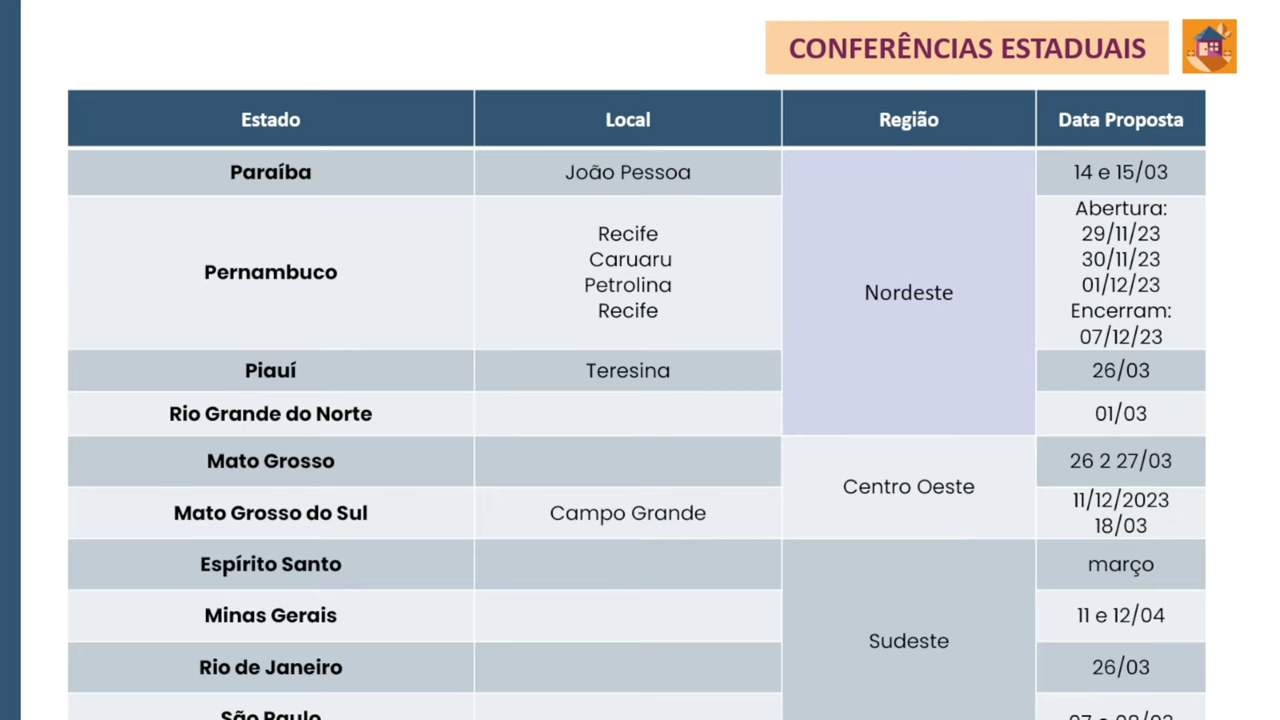 CONFERÊNCIAS ESTADUAIS
Estado Local Região Data Proposta
Paraíba João Pessoa 14 e 15/03
Pernambuco
Recife
Caruaru
Petrolina
Recife
Abertura:
29/11/23
30/11/23
01/12/23
Encerram:
07/12/23
Nordeste
Piauí Teresina 26/03
Rio Grande do Norte 01/03
Mato Grosso 26 2 27/03
Centro Oeste
Mato Grosso do Sul Campo Grande
11/12/2023
18/03
Espírito Santo março
Minas Gerais 11 e 12/04
Sudeste
Rio de Janeiro 26/03
São Paulo